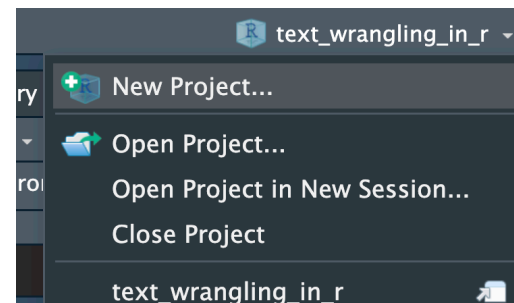 text_wrangling_in_r
New Project...
Open Project...
Open Project in New Session...
Close Project
text_wrangling_in_r